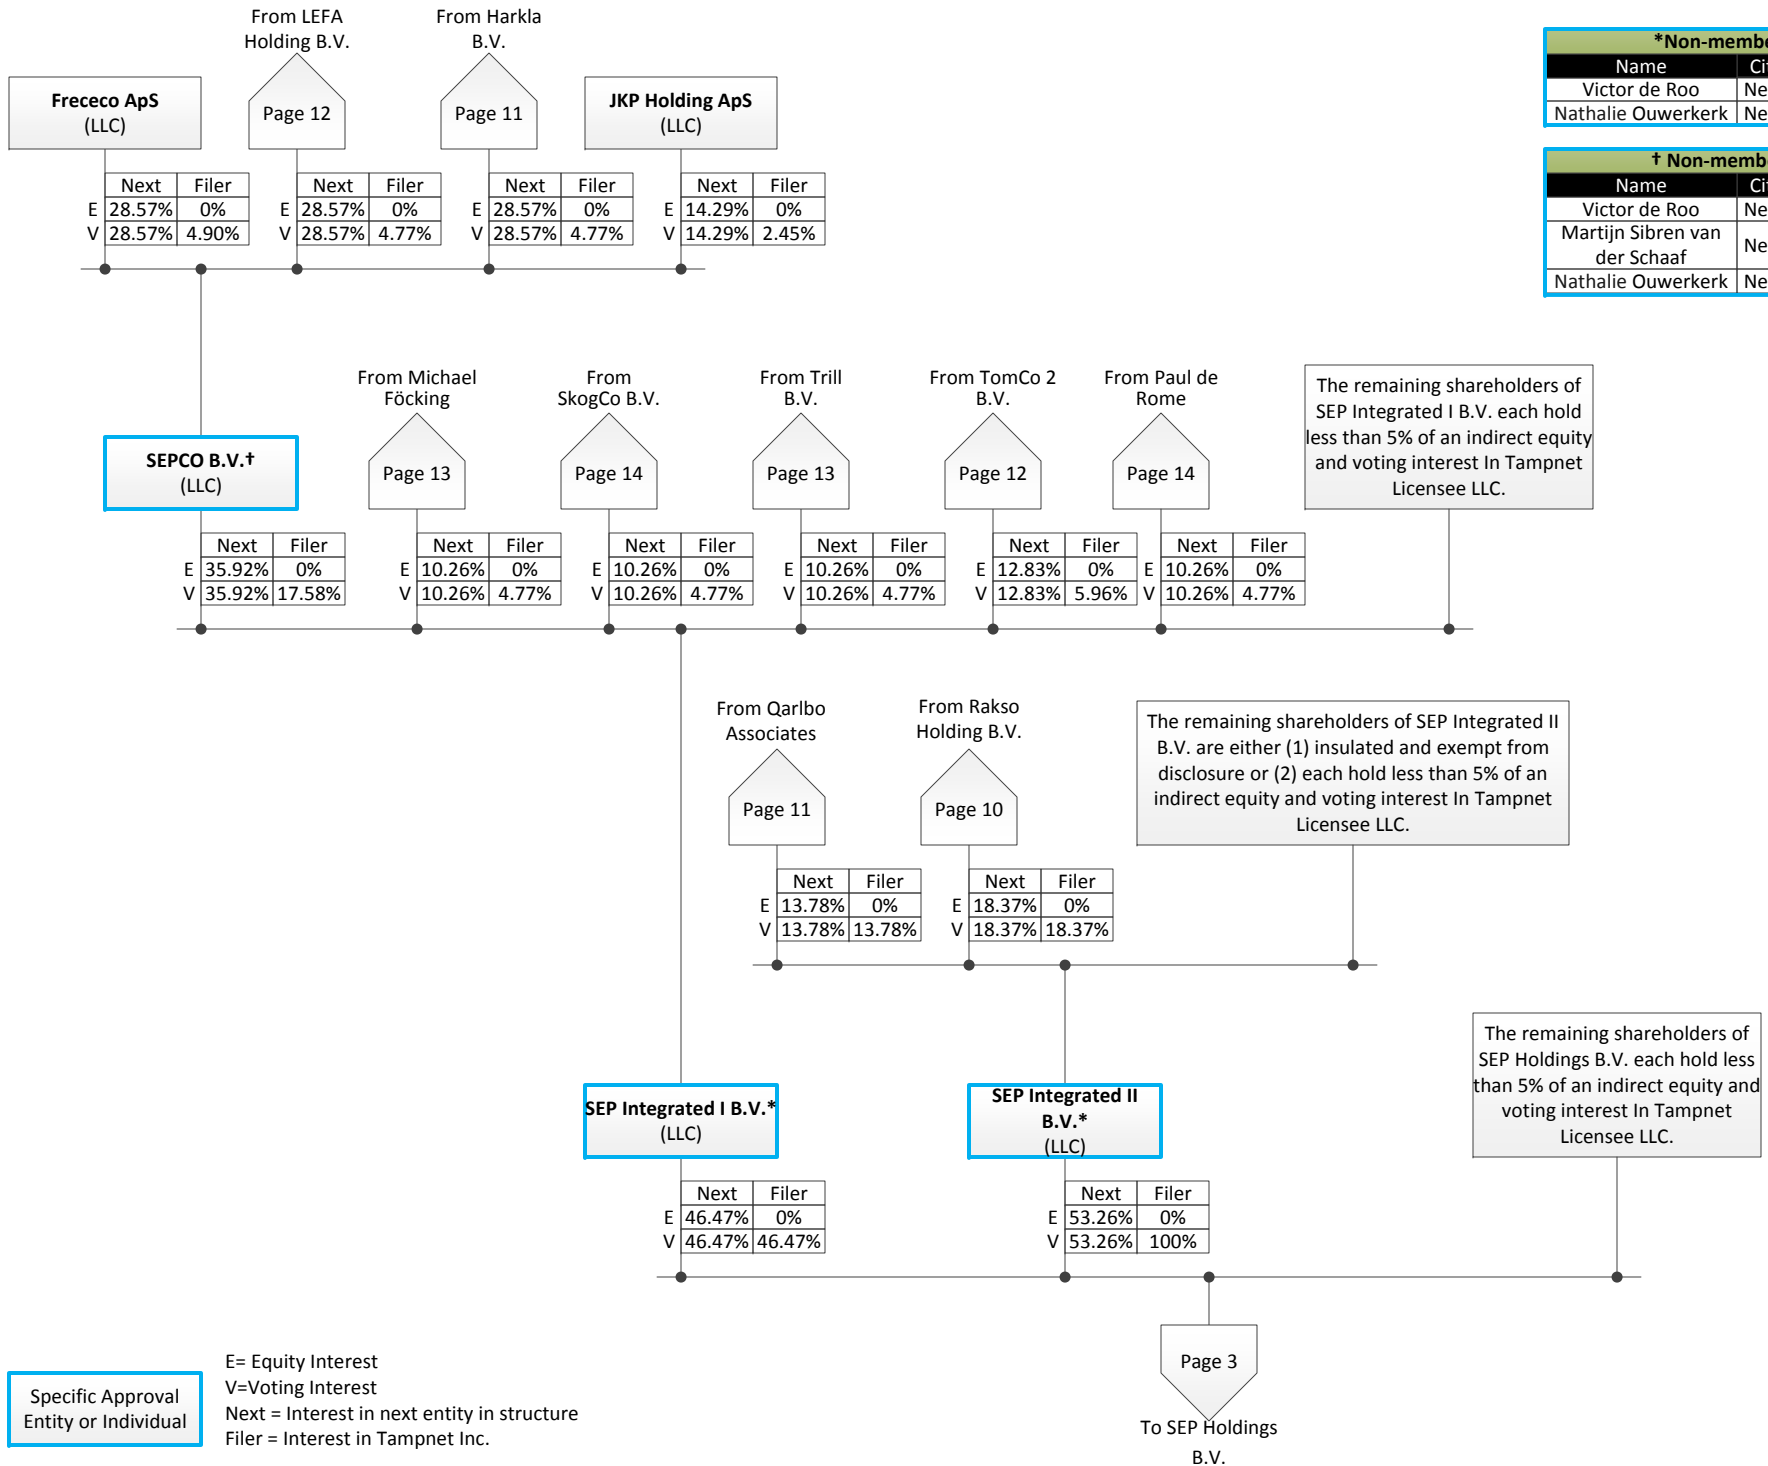 From LEFA
Holding B.V.
From Harkla
B.V.
Frececo ApS
(LLC)
Page 12
Page 11
JKP Holding ApS
(LLC)
Next Filer
E 28.57% 0%
V 28.57% 4.90%
Next Filer
E 28.57% 0%
V 28.57% 4.77%
Next Filer
E 28.57% 0%
V 28.57% 4.77%
Next Filer
E 14.29% 0%
V 14.29% 2.45%
*Non-membe
Name Cit
Victor de Roo Ne
Nathalie Ouwerkerk Ne
† Non-membe
Name Cit
Victor de Roo Ne
Martijn Sibren van
der Schaaf Ne
Nathalie Ouwerkerk Ne
From Michael
Föcking
From
SkogCo B.V.
From Trill
B.V.
From TomCo 2
B.V.
From Paul de
Rome
SEPCO B.V.†
(LLC)
Page 13
Page 14
Page 13
Page 12
Page 14
The remaining shareholders of
SEP Integrated I B.V. each hold
less than 5% of an indirect equity
and voting interest In Tampnet
Licensee LLC.
Next Filer
E 35.92% 0%
V 35.92% 17.58%
Next Filer
E 10.26% 0%
V 10.26% 4.77%
Next Filer
E 10.26% 0%
V 10.26% 4.77%
Next Filer
E 10.26% 0%
V 10.26% 4.77%
Next Filer
E 12.83% 0%
V 12.83% 5.96%
Next Filer
E 10.26% 0%
V 10.26% 4.77%
From Qarlbo
Associates
From Rakso
Holding B.V.
Page 11
Page 10
The remaining shareholders of SEP Integrated II
B.V. are either (1) insulated and exempt from
disclosure or (2) each hold less than 5% of an
indirect equity and voting interest In Tampnet
Licensee LLC.
Next Filer
E 13.78% 0%
V 13.78% 13.78%
Next Filer
E 18.37% 0%
V 18.37% 18.37%
SEP Integrated I B.V.*
(LLC)
SEP Integrated II
B.V.*
(LLC)
The remaining shareholders of
SEP Holdings B.V. each hold less
than 5% of an indirect equity and
voting interest In Tampnet
Licensee LLC.
Next Filer
E 46.47% 0%
V 46.47% 46.47%
Next Filer
E 53.26% 0%
V 53.26% 100%
Page 3
To SEP Holdings
B.V.
Specific Approval
Entity or Individual
E= Equity Interest
V=Voting Interest
Next = Interest in next entity in structure
Filer = Interest in Tampnet Inc.